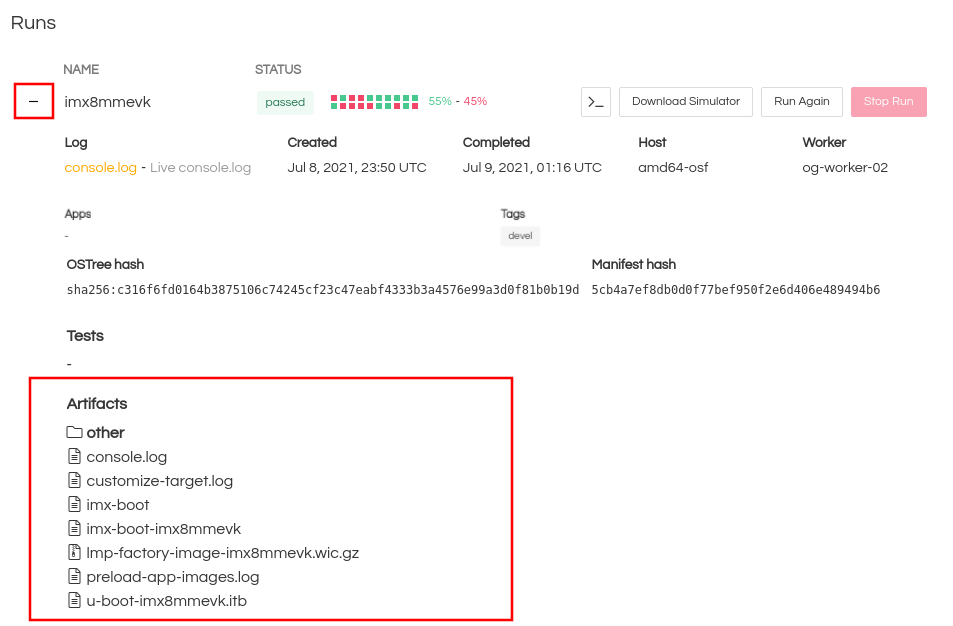 Runs
NAME STATUS
imx8mmevk passed 55% - 45% >_ Download Simulator Run Again Stop Run
Log Created Completed Host Worker
console.log - Live console.log Jul 8, 2021, 23:50 UTC Jul 9, 2021, 01:16 UTC amd64-osf og-worker-02
Apps Tags
- devel
OSTree hash Manifest hash
sha256:c316f6fd0164b3875106c74245cf23c47eabf4333b3a4576e99a3d0f81b0b19d 5cb4a7ef8db0d0f77bef950f2e6d406e489494b6
Tests
-
Artifacts
other
console.log
customize-target.log
imx-boot
imx-boot-imx8mmevk
lmp-factory-image-imx8mmevk.wic.gz
preload-app-images.log
u-boot-imx8mmevk.itb